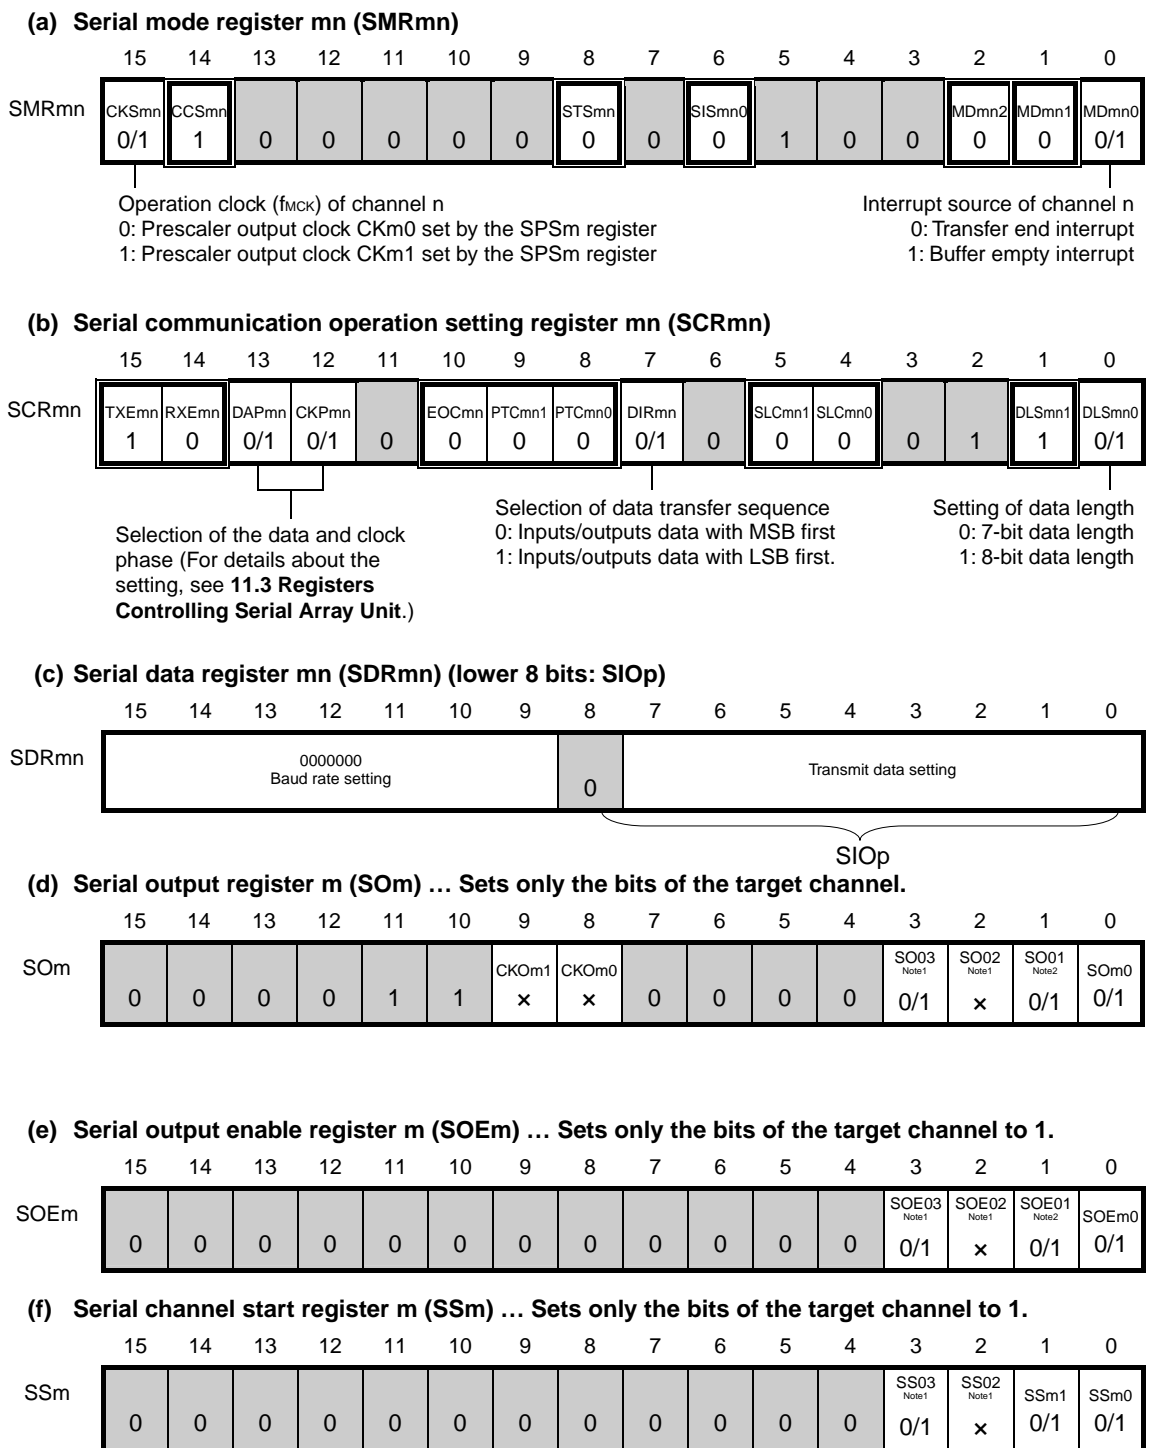 (a) Serial mode register mn (SMRmn)
15 14 13 12 11 10 9 8 7 6 5 4 3 2 1 0
SMRmn
CKSmn CCSmn STSmn SISmn0 MDmn2 MDmn1 MDmn0
0/1 1 0 0 0 0 0 0 0 0 1 0 0 0 0 0/1
Operation clock (fMCK) of channel n
0: Prescaler output clock CKm0 set by the SPSm register
1: Prescaler output clock CKm1 set by the SPSm register
Interrupt source of channel n
0: Transfer end interrupt
1: Buffer empty interrupt
(b) Serial communication operation setting register mn (SCRmn)
15 14 13 12 11 10 9 8 7 6 5 4 3 2 1 0
SCRmn
TXEmn RXEmn DAPmn CKPmn EOCmn PTCmn1 PTCmn0 DIRmn SLCmn1 SLCmn0 DLSmn1 DLSmn0
1 0 0/1 0/1 0 0 0 0 0/1 0 0 0 0 1 1 0/1
Selection of the data and clock
phase (For details about the
setting, see 11.3 Registers
Controlling Serial Array Unit.)
Selection of data transfer sequence
0: Inputs/outputs data with MSB first
1: Inputs/outputs data with LSB first.
Setting of data length
0: 7-bit data length
1: 8-bit data length
(c) Serial data register mn (SDRmn) (lower 8 bits: SIOp)
15 14 13 12 11 10 9 8 7 6 5 4 3 2 1 0
SDRmn
0000000
Baud rate setting
0
Transmit data setting
SIOp
(d) Serial output register m (SOm) … Sets only the bits of the target channel.
15 14 13 12 11 10 9 8 7 6 5 4 3 2 1 0
SOm
CKOm1 CKOm0 SO03 SO02 SO01 SOm0
Note1 Note1 Note2
0 0 0 0 1 1 × × 0 0 0 0 0/1 × 0/1 0/1
(e) Serial output enable register m (SOEm) … Sets only the bits of the target channel to 1.
15 14 13 12 11 10 9 8 7 6 5 4 3 2 1 0
SOEm
SOE03 SOE02 SOE01 SOEm0
Note1 Note1 Note2
0 0 0 0 0 0 0 0 0 0 0 0 0/1 × 0/1 0/1
(f) Serial channel start register m (SSm) … Sets only the bits of the target channel to 1.
15 14 13 12 11 10 9 8 7 6 5 4 3 2 1 0
SSm
SS03 SS02 SSm1 SSm0
Note1 Note1
0 0 0 0 0 0 0 0 0 0 0 0 0/1 × 0/1 0/1